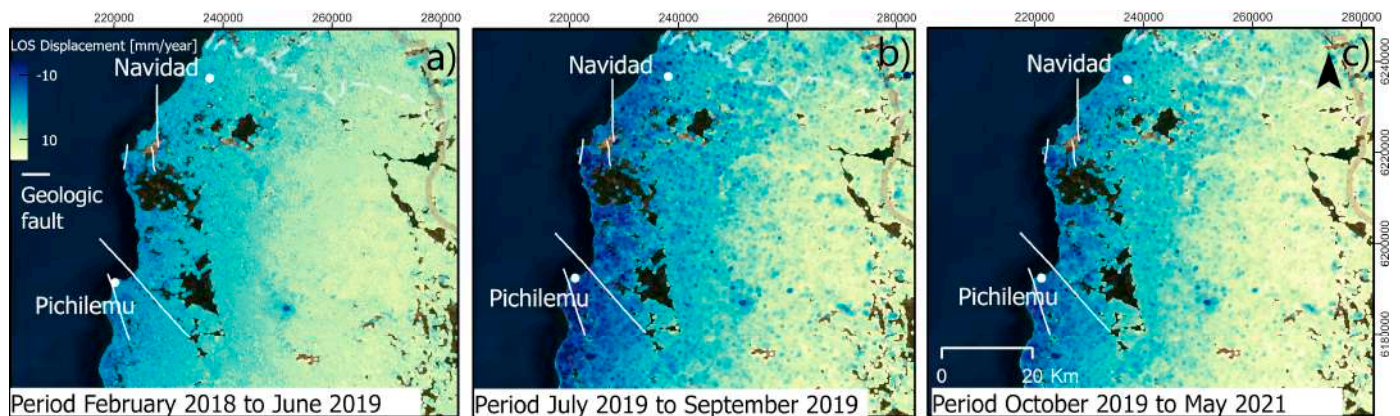 220000 240000 260000 280000
LOS Displacement [mm/year]
-10
10
Geologic
fault
Navidad
Pichilemu
a)
Period February 2018 to June 2019
220000 240000 260000 280000
Navidad
Pichilemu
b)
Period July 2019 to September 2019
220000 240000 260000 280000
Navidad
Pichilemu
c)
0 20 Km
Period October 2019 to May 2021
6240000
6220000
6200000
6180000